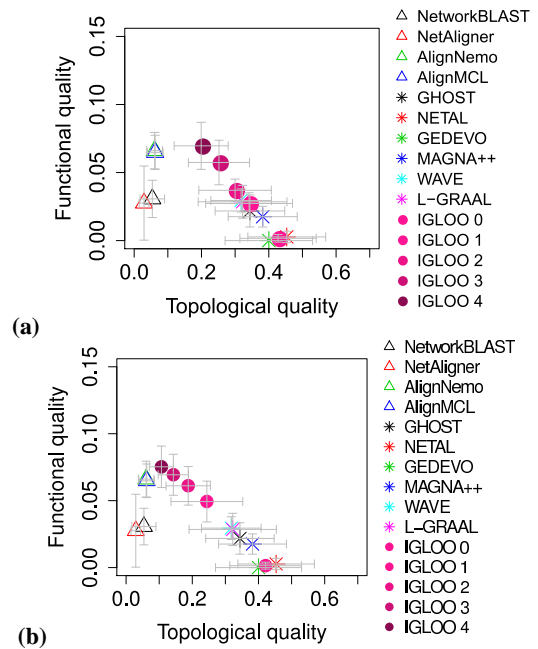 0.15
0.10
0.05
0.00
Functional quality
0.0 0.2 0.4 0.6
Topological quality
NetworkBLAST
NetAligner
AlignNemo
AlignMCL
GHOST
NETAL
GEDEVO
MAGNA++
WAVE
L-GRAAL
IGLOO 0
IGLOO 1
IGLOO 2
IGLOO 3
IGLOO 4
(a)
0.15
0.10
0.05
0.00
Functional quality
0.0 0.2 0.4 0.6
Topological quality
NetworkBLAST
NetAligner
AlignNemo
AlignMCL
GHOST
NETAL
GEDEVO
MAGNA++
WAVE
L-GRAAL
IGLOO 0
IGLOO 1
IGLOO 2
IGLOO 3
IGLOO 4
(b)